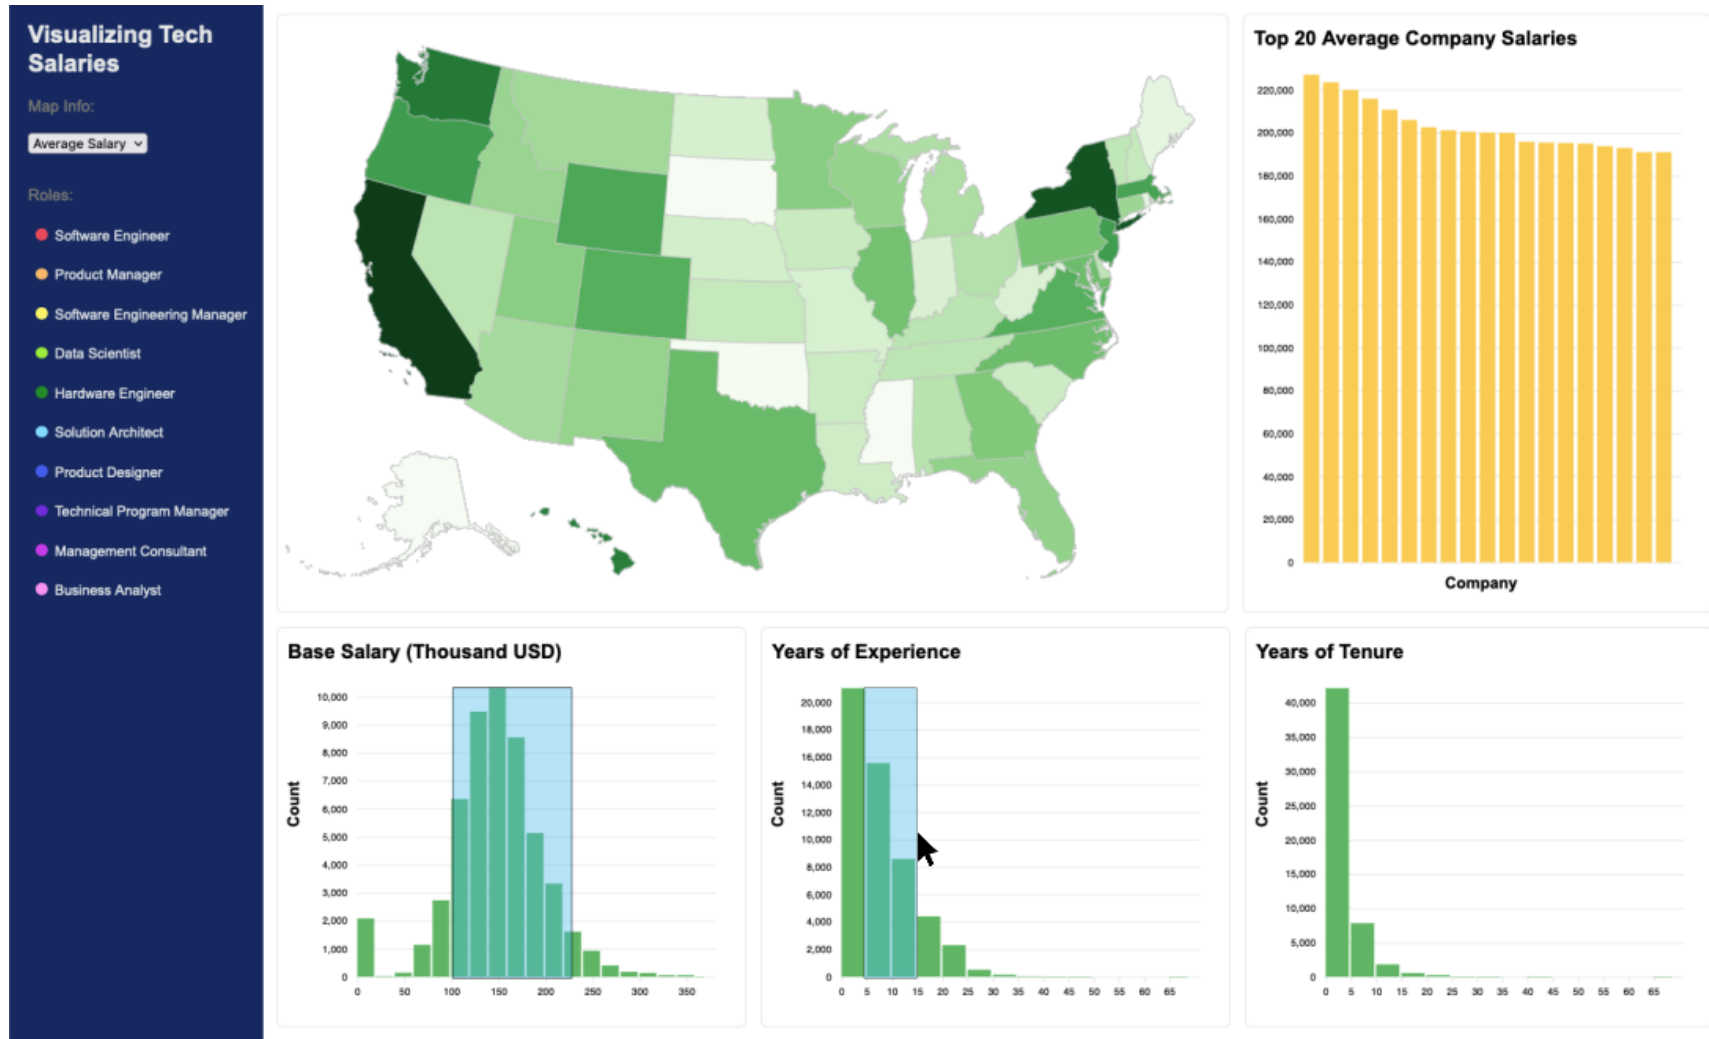 Visualizing Tech
Salaries
Map Info:
Average Salary
Roles:
Software Engineer
Product Manager
Software Engineering Manager
Data Scientist
Hardware Engineer
Solution Architect
Product Designer
Technical Program Manager
Management Consultant
Business Analyst
Top 20 Average Company Salaries
220,000
200,000
180,000
160,000
140,000
120,000
100,000
80,000
60,000
40,000
20,000
0
Company
Base Salary (Thousand USD)
Count
10,000
9,000
8,000
7,000
6,000
5,000
4,000
3,000
2,000
1,000
0
0 50 100 150 200 250 300 350
Years of Experience
Count
20,000
18,000
16,000
14,000
12,000
10,000
8,000
6,000
4,000
2,000
0
0 5 10 15 20 25 30 35 40 45 50 55 60 65
Years of Tenure
Count
40,000
35,000
30,000
25,000
20,000
15,000
10,000
5,000
0
0 5 10 15 20 25 30 35 40 45 50 55 60 65